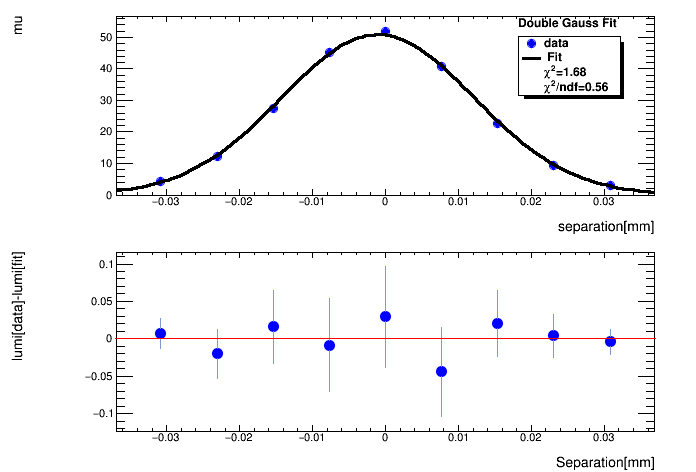 Double Gauss Fit
mu
data
Fit
χ²=1.68
χ²/ndf=0.56
50
40
30
20
10
0
−0.03 −0.02 −0.01 0 0.01 0.02 0.03
separation[mm]
lumi[data]-lumi[fit]
0.1
0.05
0
−0.05
−0.1
−0.03 −0.02 −0.01 0 0.01 0.02 0.03
Separation[mm]